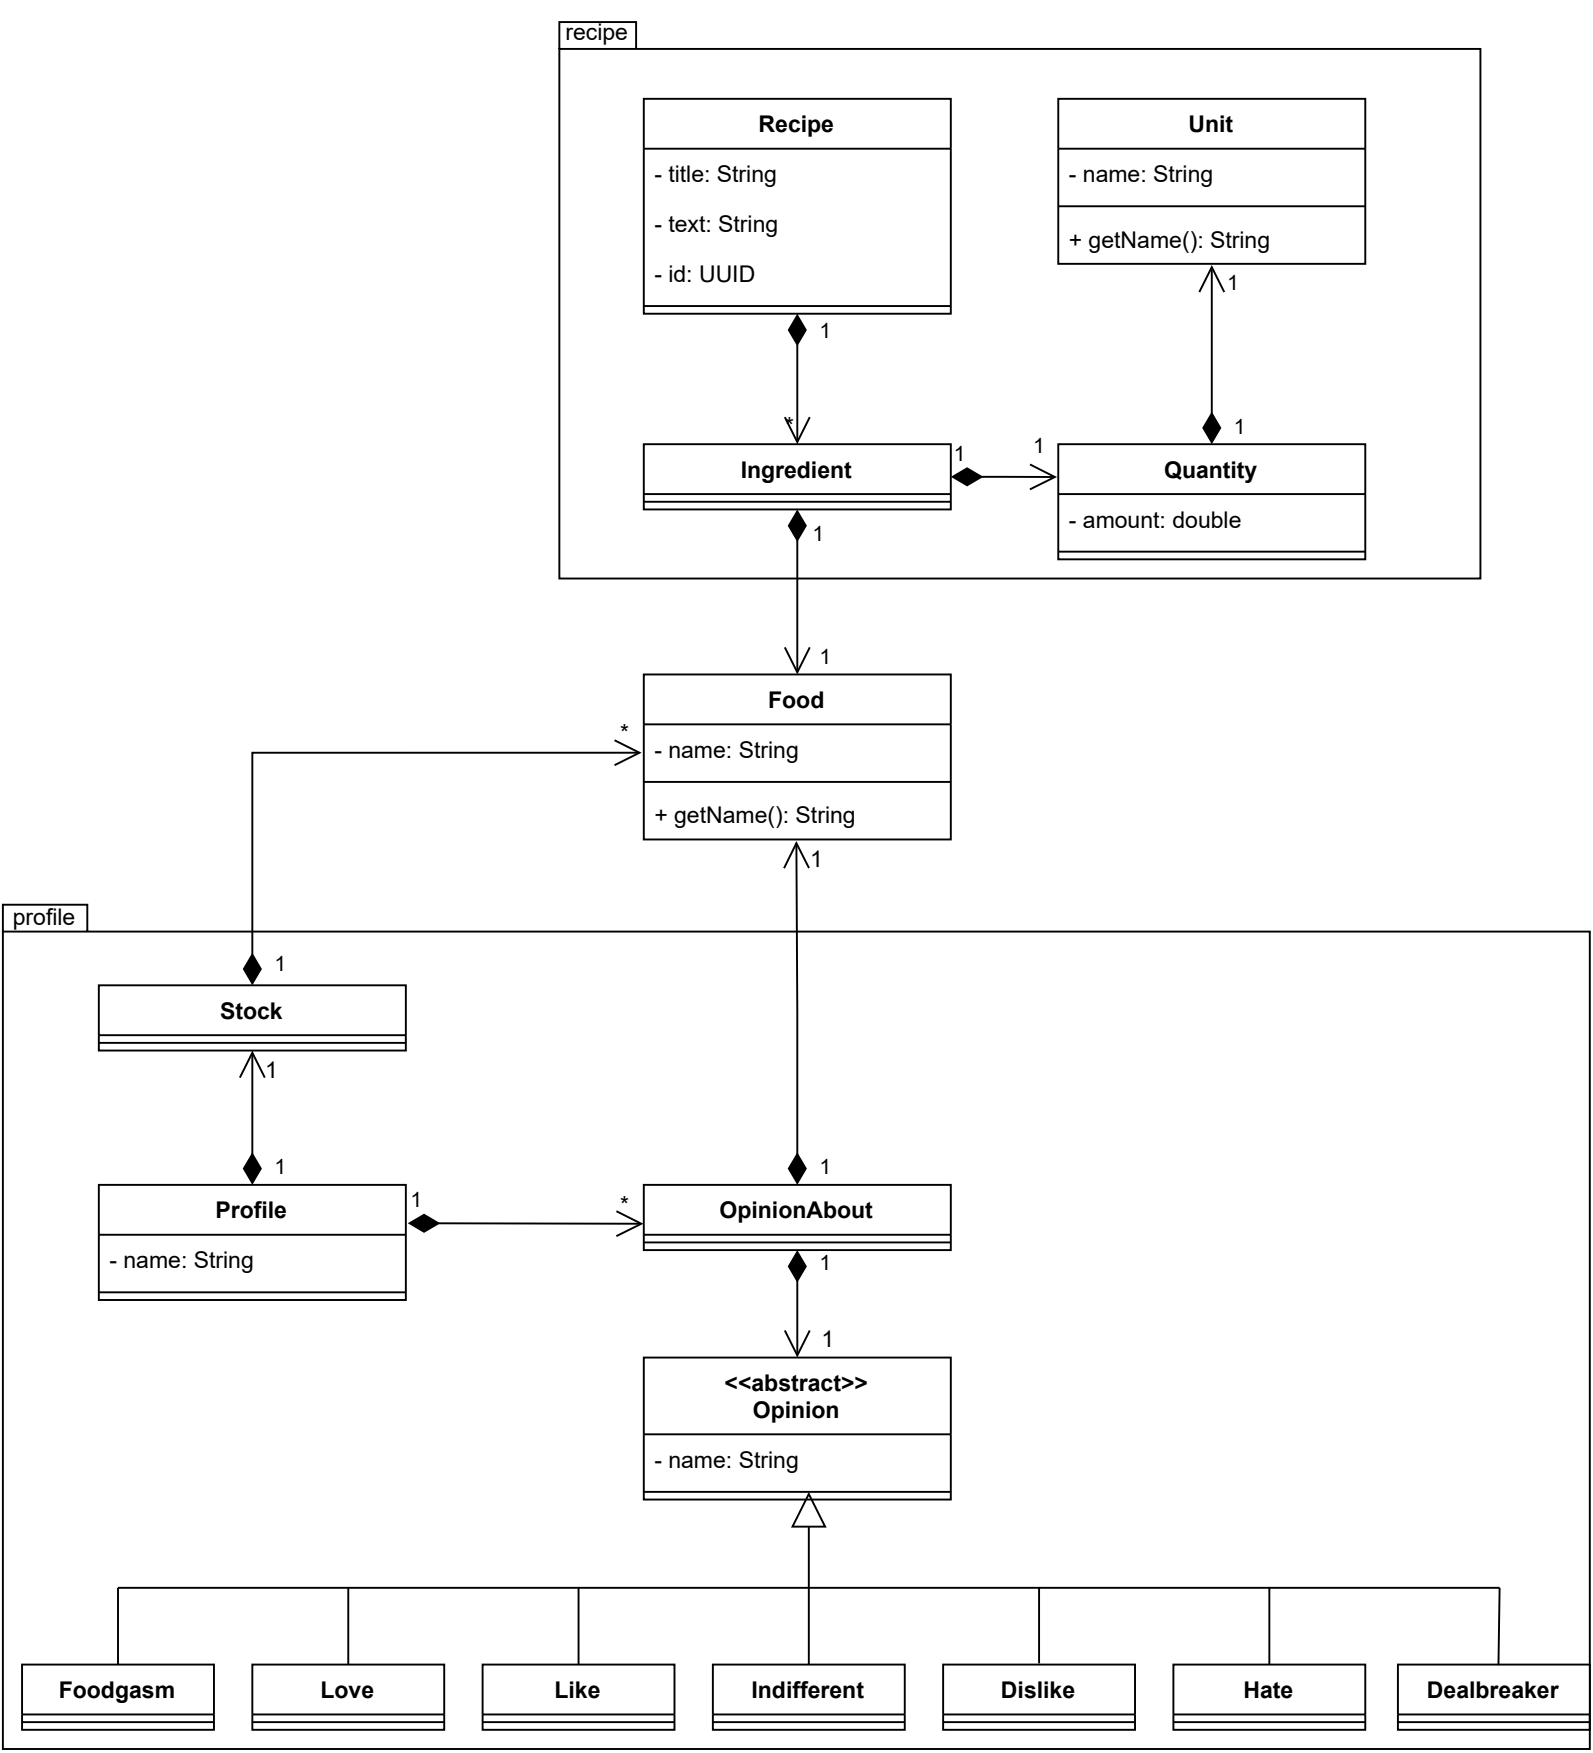 recipe
Recipe
- title: String
- text: String
- id: UUID
1
*
Unit
- name: String
+ getName(): String
1
1
Ingredient
1
1
Quantity
- amount: double
1
1
Food
- name: String
+ getName(): String
*
1
profile
1
Stock
1
1
Profile
- name: String
1
*
1
OpinionAbout
1
1
<<abstract>>
Opinion
- name: String
Foodgasm
Love
Like
Indifferent
Dislike
Hate
Dealbreaker